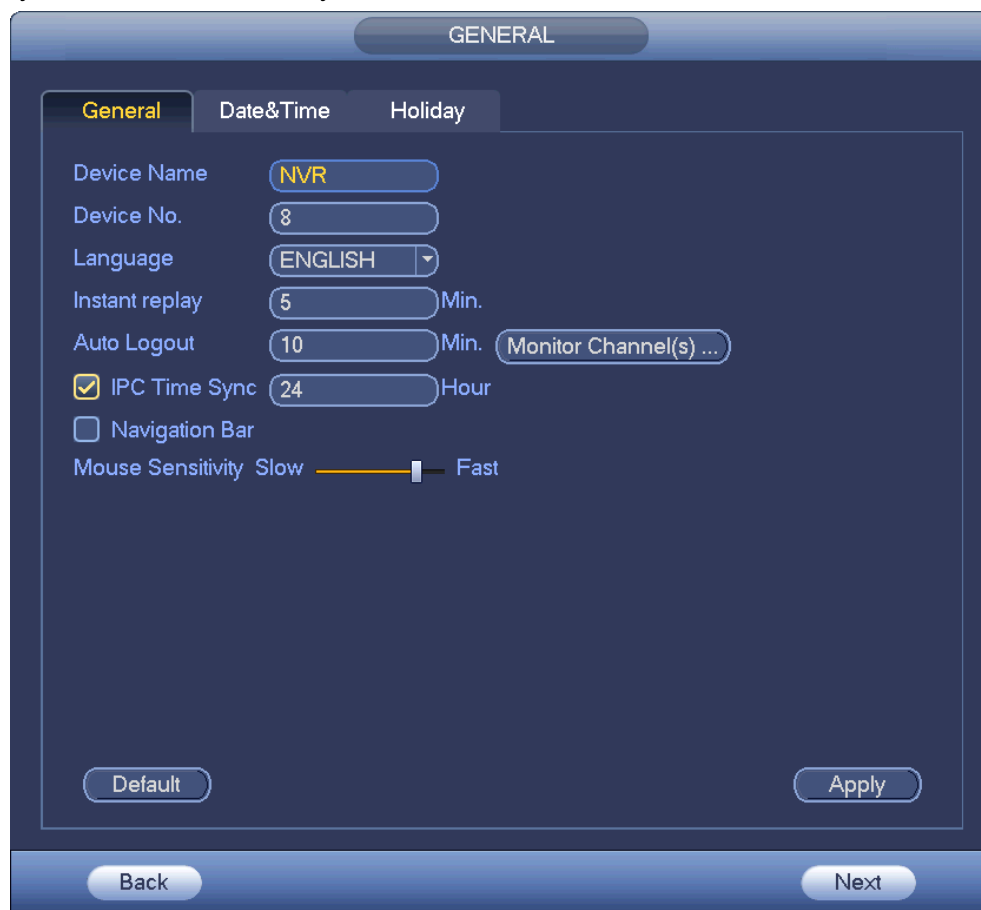 GENERAL
General Date&Time Holiday
Device Name NVR
Device No. 8
Language ENGLISH
Instant replay 5 Min.
Auto Logout 10 Min. Monitor Channel(s) ...
IPC Time Sync 24 Hour
Navigation Bar
Mouse Sensitivity Slow Fast
Default Apply
Back Next